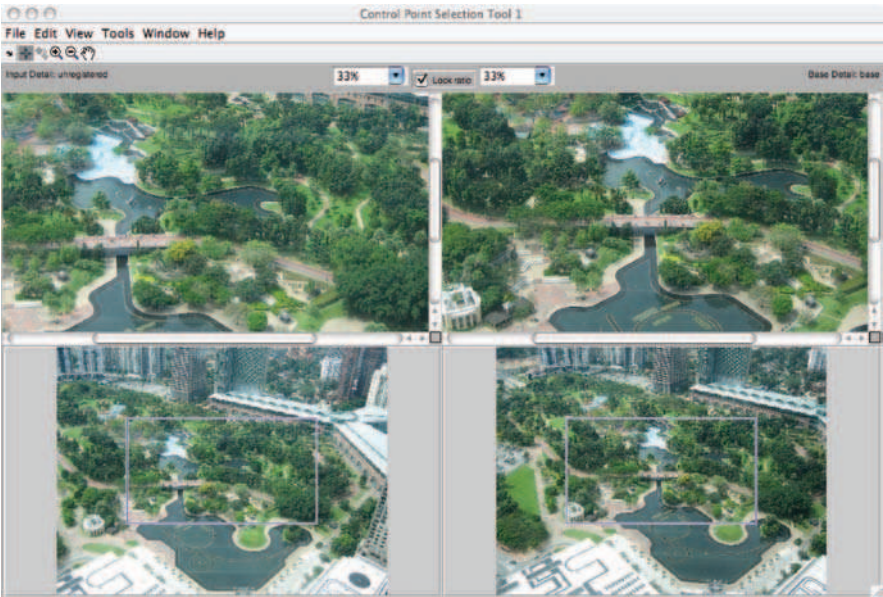 Control Point Selection Tool 1
File Edit View Tools Window Help
Input Detail: unregistered
33%
Lock ratio
33%
Base Detail: base